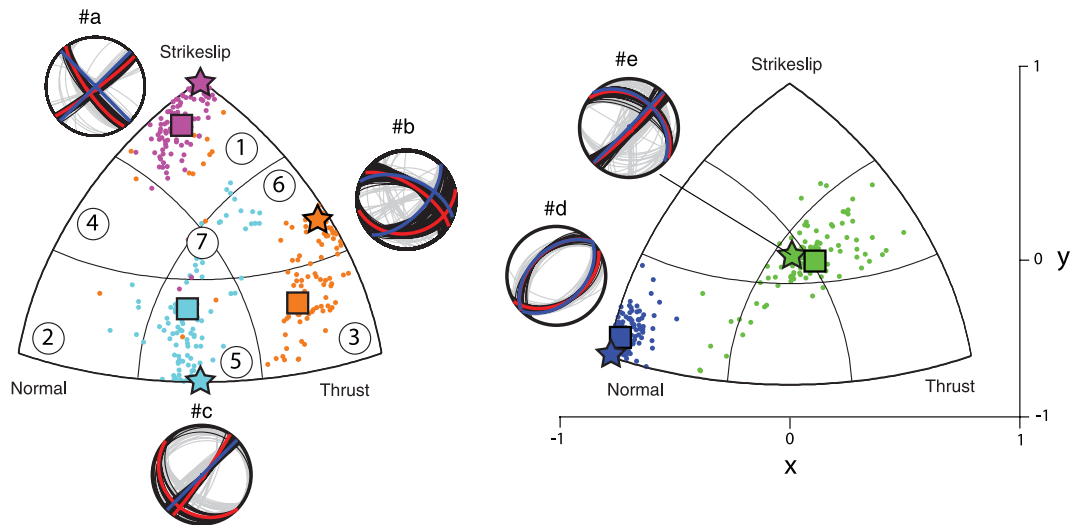 #a
Strikeslip
#b
1
6
4
7
2
5
3
Normal
Thrust
#c
#e
Strikeslip
#d
Normal
Thrust
1
0
y
-1
-1
0
1
x